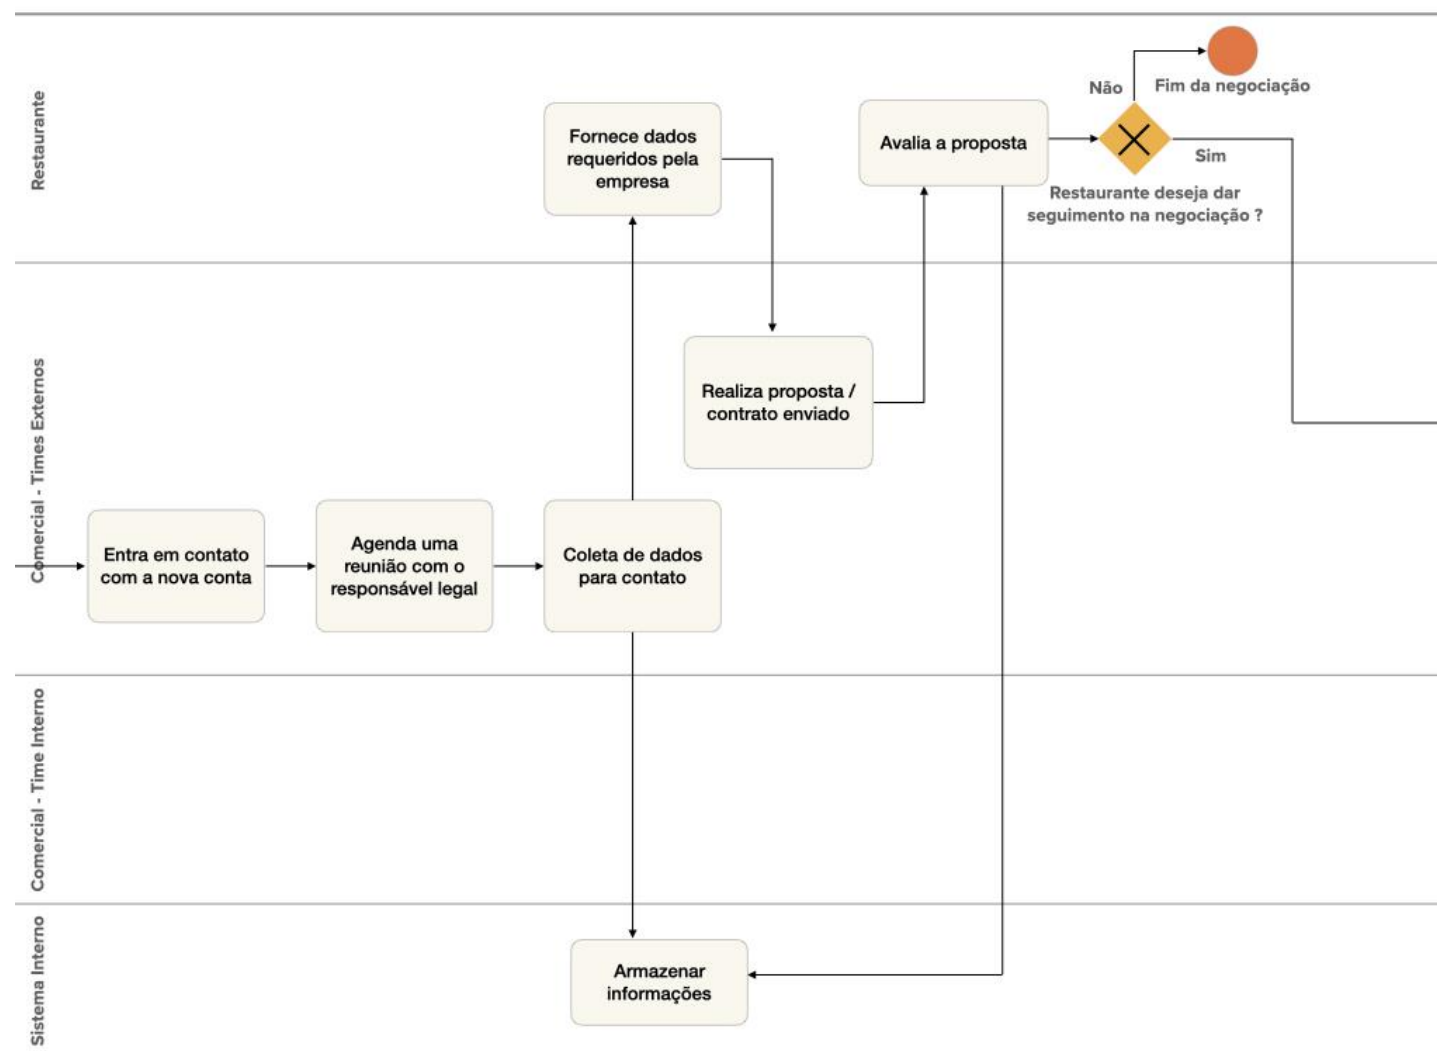 Restaurante
Fornece dados
requeridos pela
empresa
Avalia a proposta
Não
Fim da negociação
Sim
Restaurante deseja dar
seguimento na negociação ?
Comercial - Times Externos
Realiza proposta /
contrato enviado
Entra em contato
com a nova conta
Agenda uma
reunião com o
responsável legal
Coleta de dados
para contato
Comercial - Time Interno
Sistema Interno
Armazenar
informações